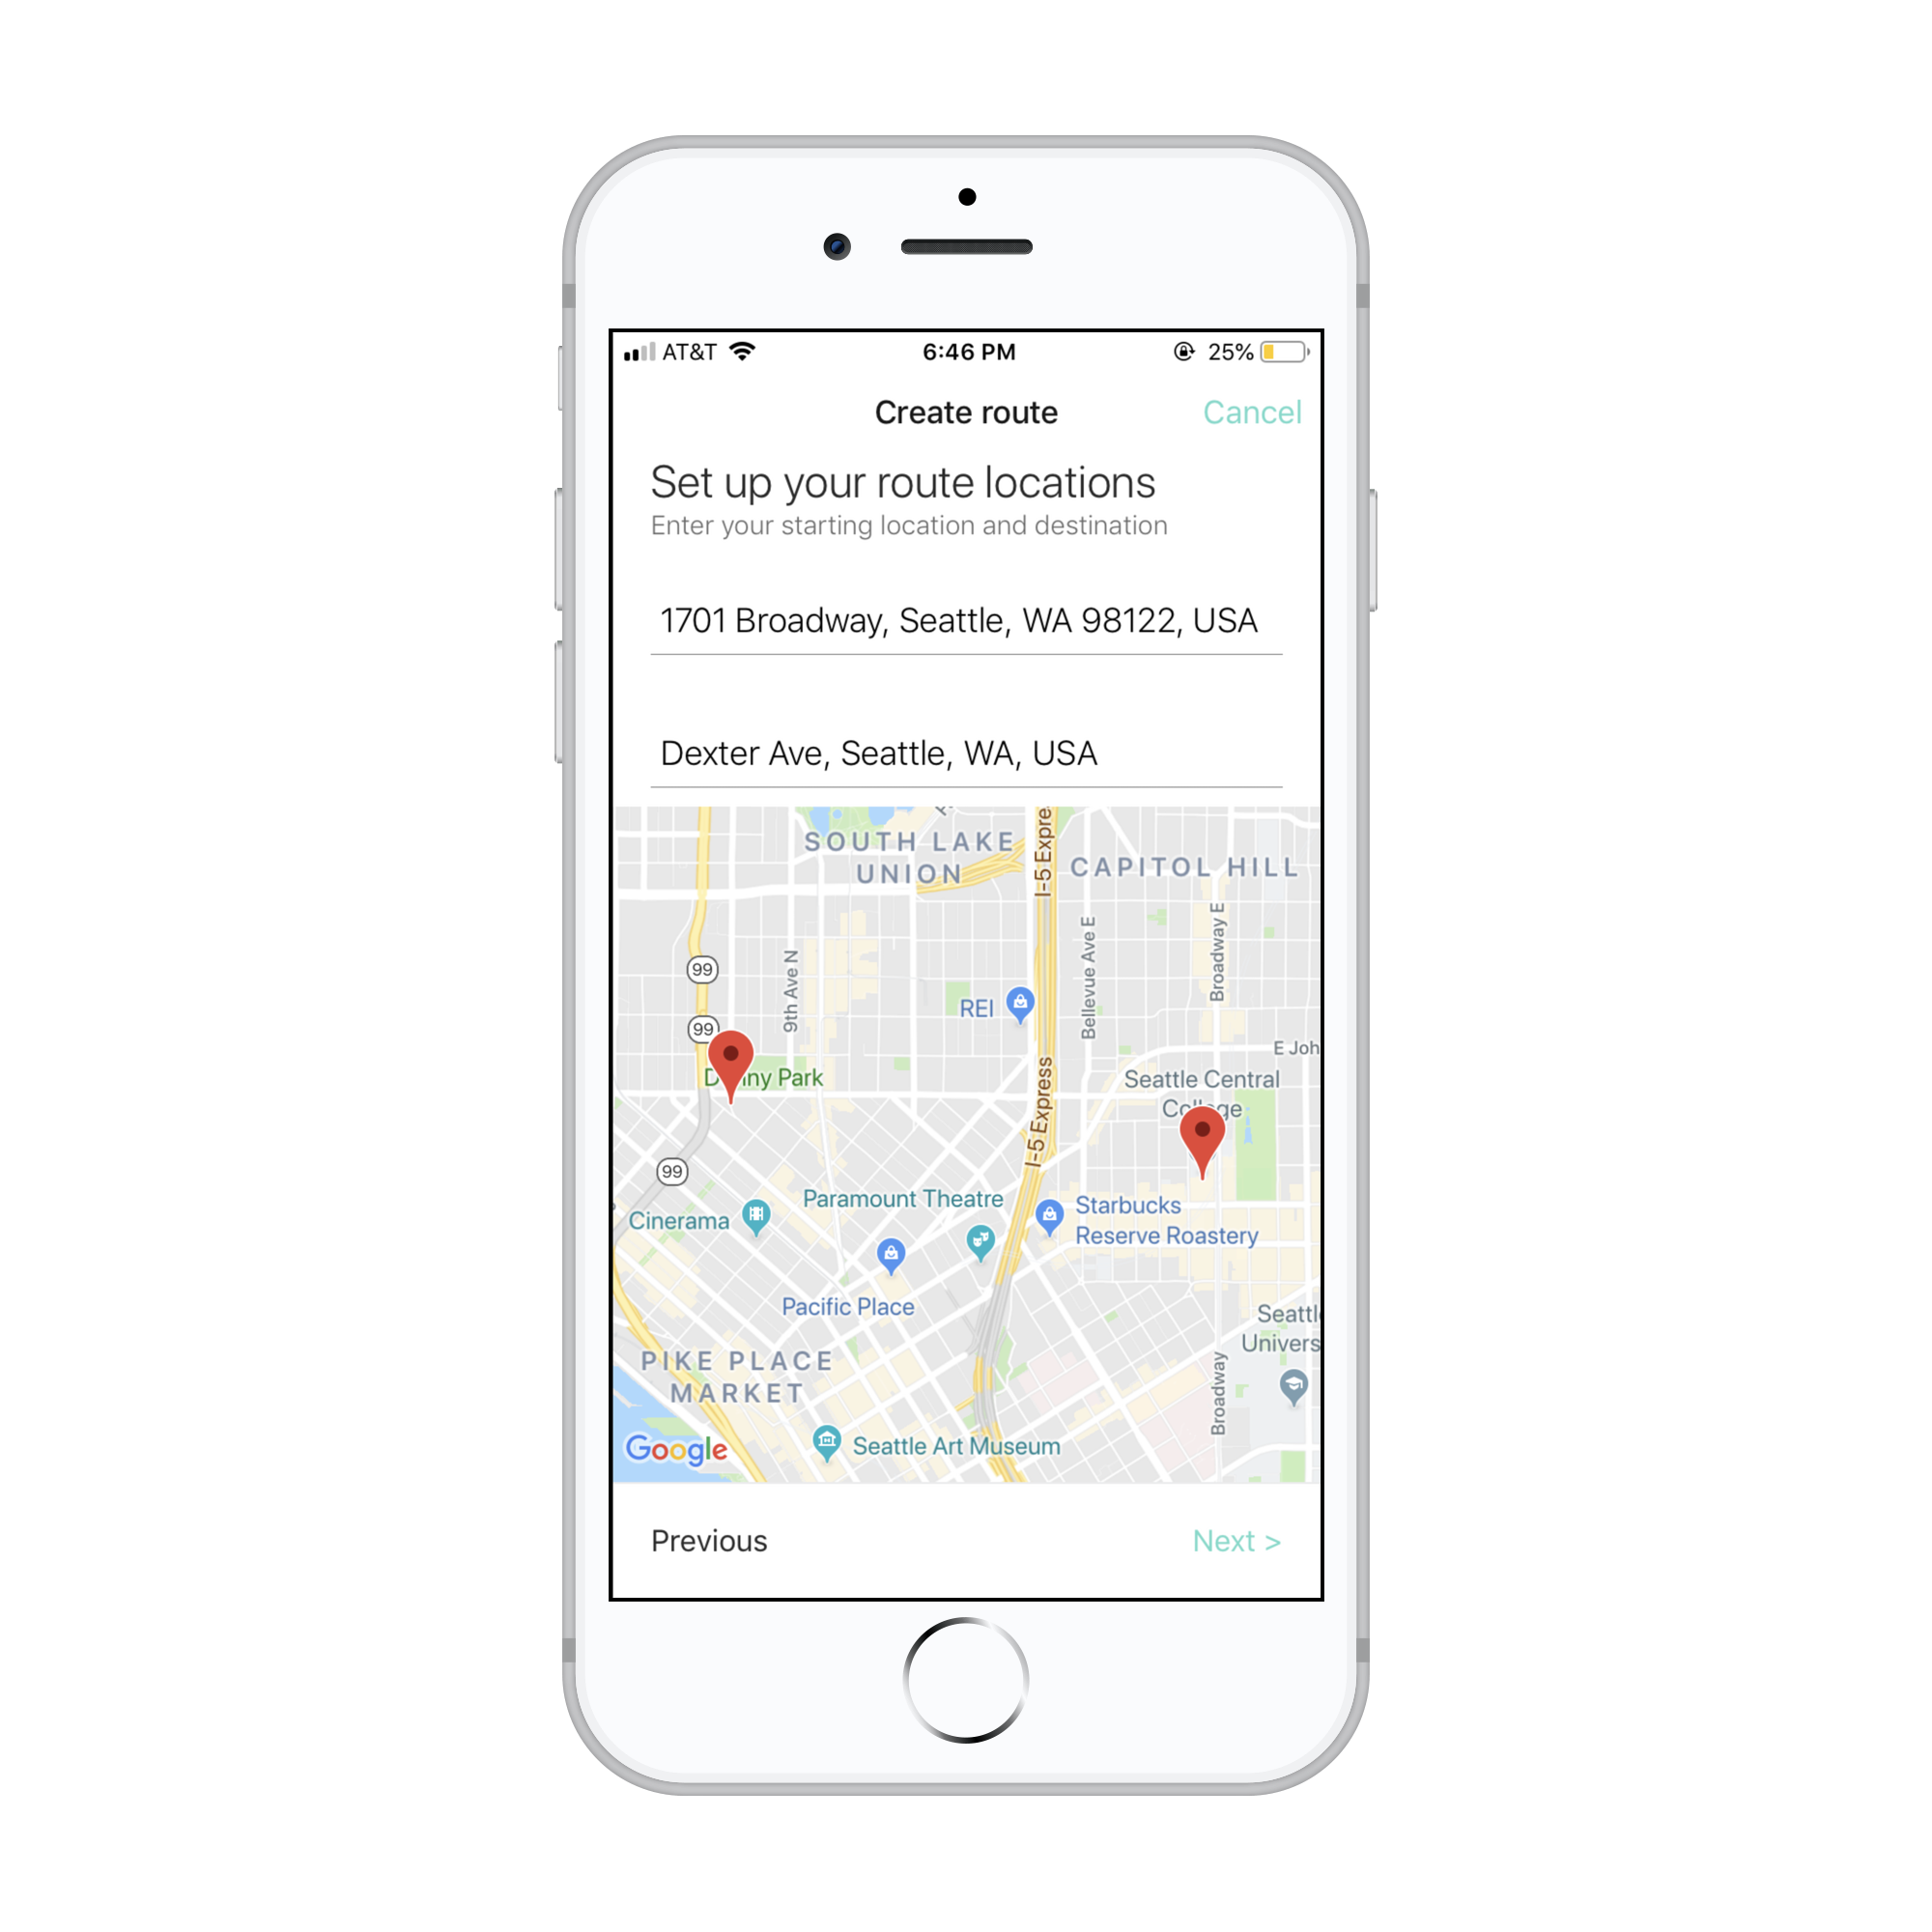 AT&T 6:46 PM 25%
Create route Cancel
Set up your route locations
Enter your starting location and destination
1701 Broadway, Seattle, WA 98122, USA
Dexter Ave, Seattle, WA, USA
I-5 Expre
SOUTH LAKE
UNION
CAPITOL HILL
Broadway E
Bellevue Ave E
9th Ave N
99
REI
99
E Joh
Denny Park
Seattle Central
College
I-5 Express
99
Paramount Theatre
Cinerama
Starbucks
Reserve Roastery
Pacific Place
Seattl
Univers
PIKE PLACE
MARKET
Broadway
Google
Seattle Art Museum
Previous Next >